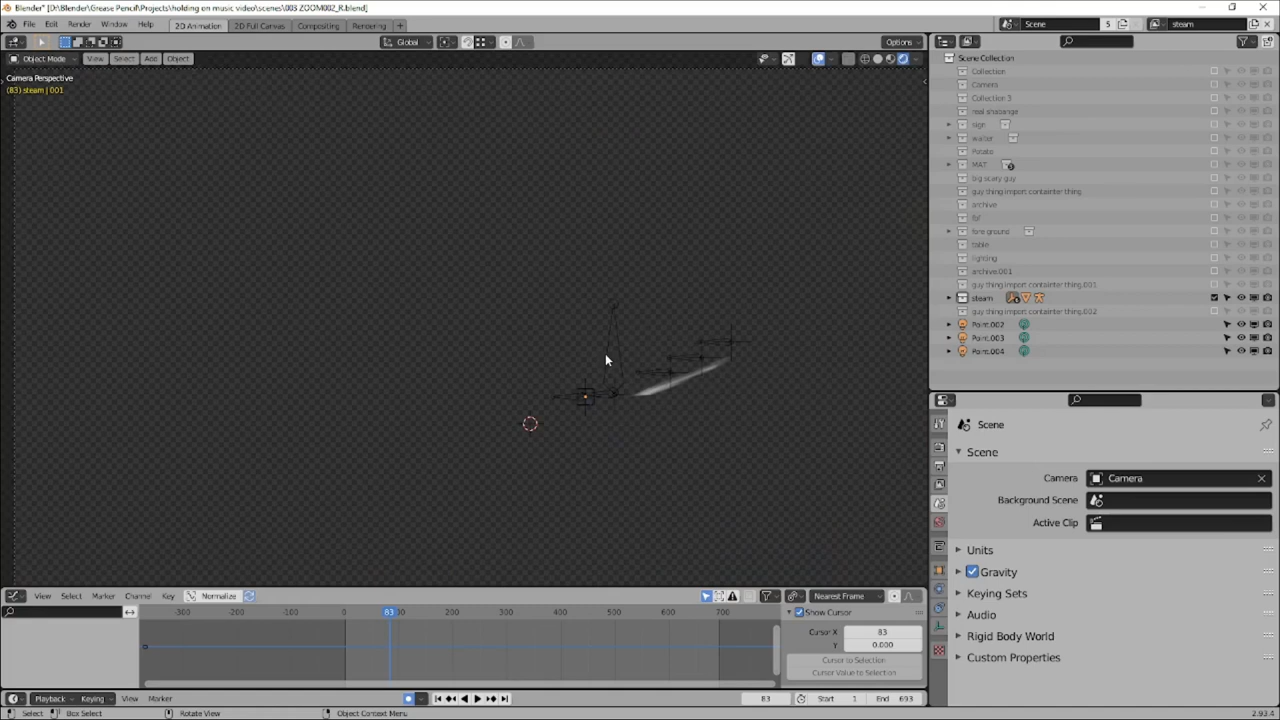 Blender* [D:\Blender\Grease Pencil\Projects\holding on music video\scenes\003 ZOOM002_R.blend]
File Edit Render Window Help 2D Animation 2D Full Canvas Compositing Rendering + Scene 5 steam
Global Options
Object Mode View Select Add Object
Camera Perspective
(83) steam | 001
Scene Collection
Collection
Camera
Collection 3
real shabange
sign
waiter
Potato
MAT
big scary guy
guy thing import containter thing
archive
fbf
fore ground
table
lighting
archive.001
guy thing import containter thing.001
steam
guy thing import containter thing.002
Point.002
Point.003
Point.004
Scene
Scene
Camera Camera
Background Scene
Active Clip
Units
Gravity
Keying Sets
Audio
Rigid Body World
Custom Properties
View Select Marker Channel Key Normalize Nearest Frame
-300 -200 -100 0 83 200 300 400 500 600 700
Show Cursor
Cursor X 83
Y 0.000
Cursor to Selection
Cursor Value to Selection
Playback Keying View Marker 83 Start 1 End 693
Select Box Select Rotate View Object Context Menu 2.93.4